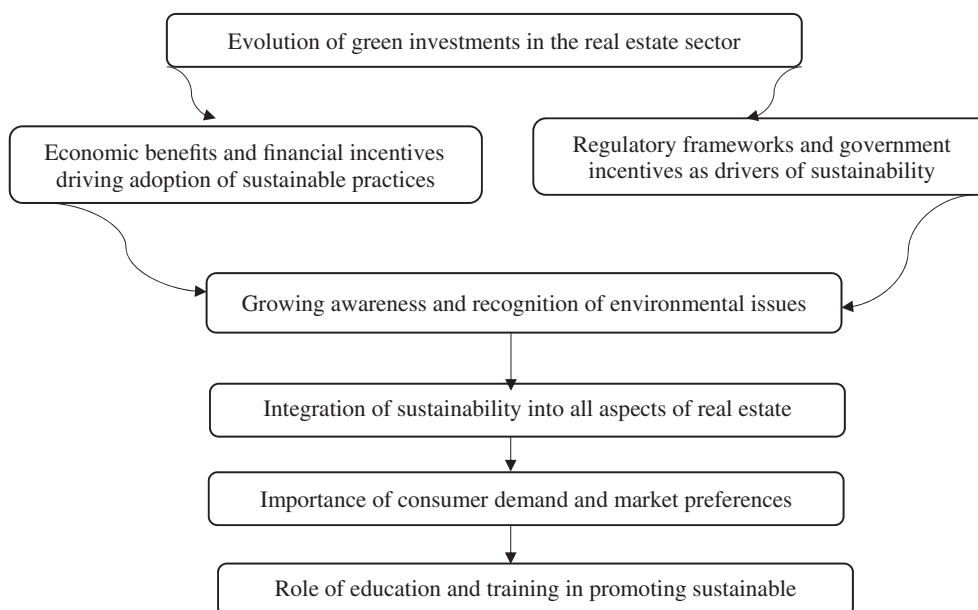 Evolution of green investments in the real estate sector
Economic benefits and financial incentives
driving adoption of sustainable practices
Regulatory frameworks and government
incentives as drivers of sustainability
Growing awareness and recognition of environmental issues
Integration of sustainability into all aspects of real estate
Importance of consumer demand and market preferences
Role of education and training in promoting sustainable